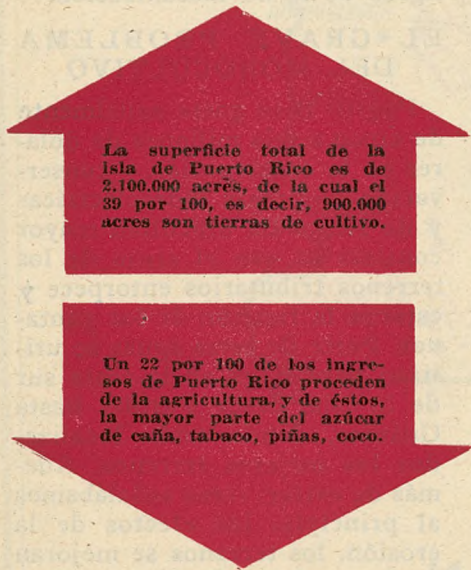 La superficie total de la
isla de Puerto Rico es de
2.100.000 acres, de la cual el
39 por 100, es decir, 900.000
acres son tierras de cultivo.
Un 22 por 100 de los ingre-
sos de Puerto Rico proceden
de la agricultura, y de éstos,
la mayor parte del azúcar
de caña, tabaco, piñas, coco.